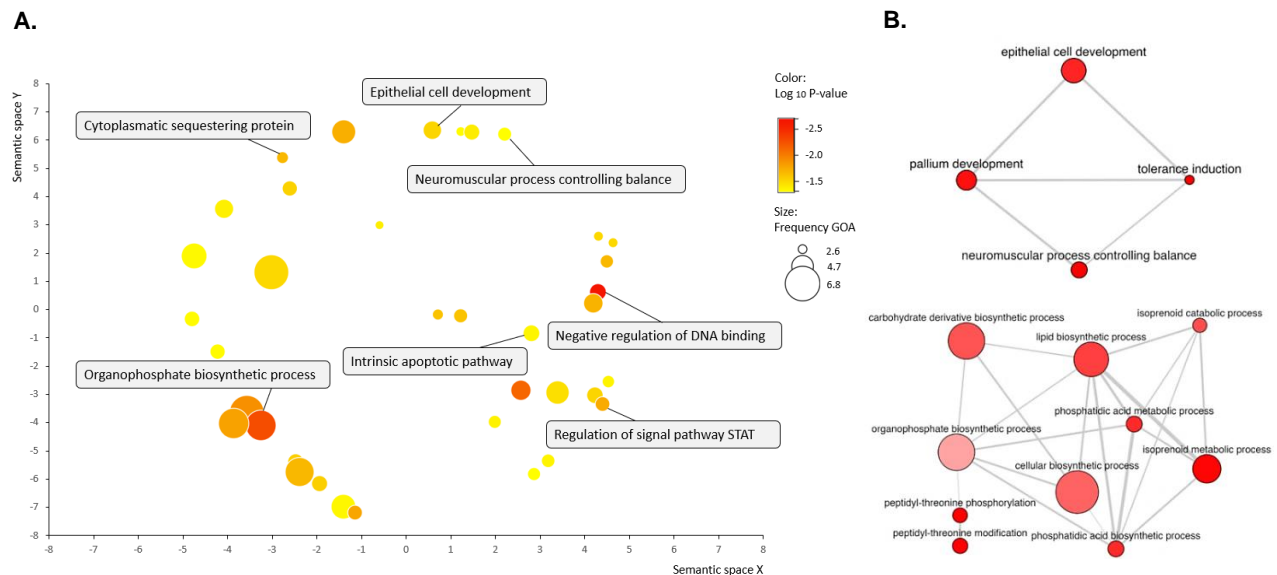 A.
B.
Semantic space Y
8
7
6
5
4
3
2
1
0
-1
-2
-3
-4
-5
-6
-7
-8
-8 -7 -6 -5 -4 -3 -2 -1 0 1 2 3 4 5 6 7 8
Semantic space X
Epithelial cell development
Cytoplasmatic sequestering protein
Neuromuscular process controlling balance
Negative regulation of DNA binding
Intrinsic apoptotic pathway
Organophosphate biosynthetic process
Regulation of signal pathway STAT
Color:
Log 10 P-value
-2.5
-2.0
-1.5
Size:
Frequency GOA
2.6
4.7
6.8
epithelial cell development
pallium development
tolerance induction
neuromuscular process controlling balance
carbohydrate derivative biosynthetic process
isoprenoid catabolic process
lipid biosynthetic process
phosphatidic acid metabolic process
organophosphate biosynthetic process
isoprenoid metabolic process
cellular biosynthetic process
peptidyl-threonine phosphorylation
peptidyl-threonine modification
phosphatidic acid biosynthetic process